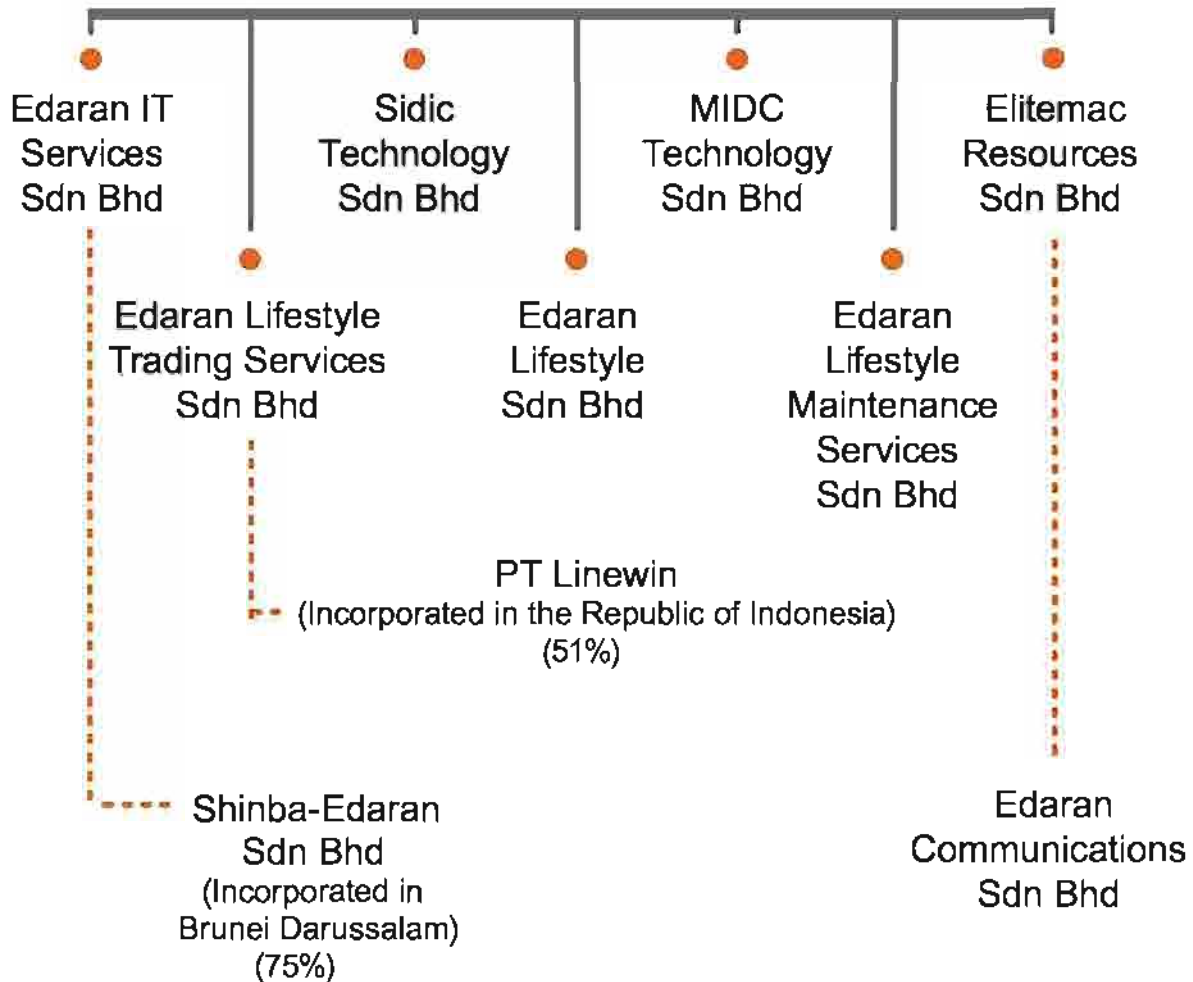 Edaran IT
Services
Sdn Bhd
Sidic
Technology
Sdn Bhd
MIDC
Technology
Sdn Bhd
Elitemac
Resources
Sdn Bhd
Edaran Lifestyle
Trading Services
Sdn Bhd
Edaran
Lifestyle
Sdn Bhd
Edaran
Lifestyle
Maintenance
Services
Sdn Bhd
PT Linewin
(Incorporated in the Republic of Indonesia)
(51%)
Shinba-Edaran
Sdn Bhd
(Incorporated in
Brunei Darussalam)
(75%)
Edaran
Communications
Sdn Bhd